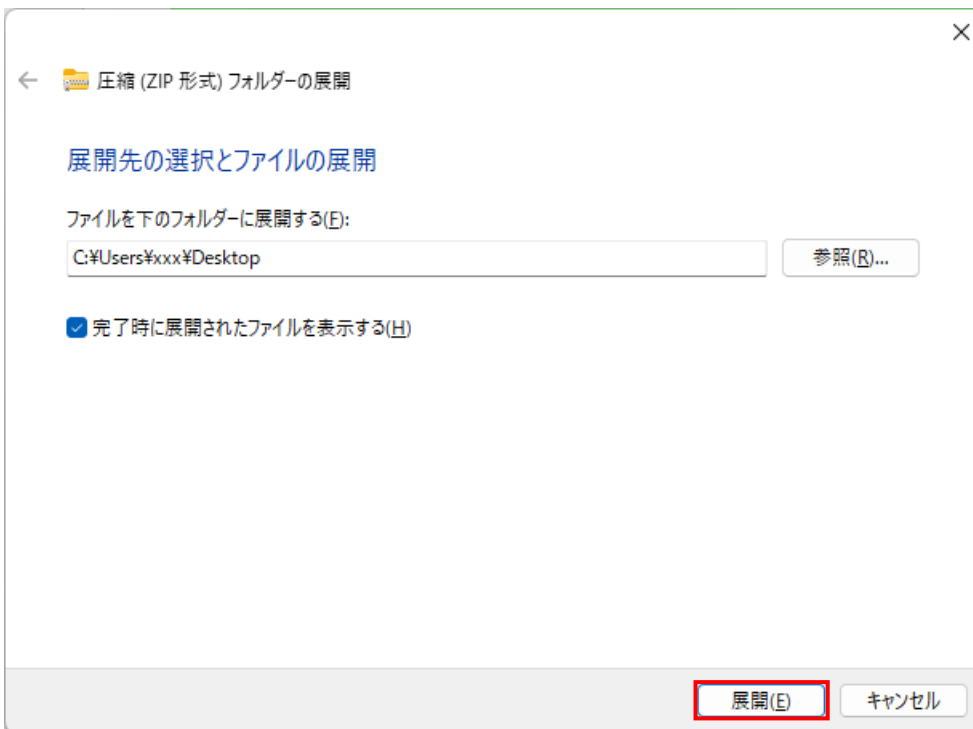 圧縮 (ZIP 形式) フォルダーの展開
展開先の選択とファイルの展開
ファイルを下のフォルダーに展開する(F):
C:¥Users¥xxx¥Desktop
参照(R)...
完了時に展開されたファイルを表示する(H)
展開(E)
キャンセル